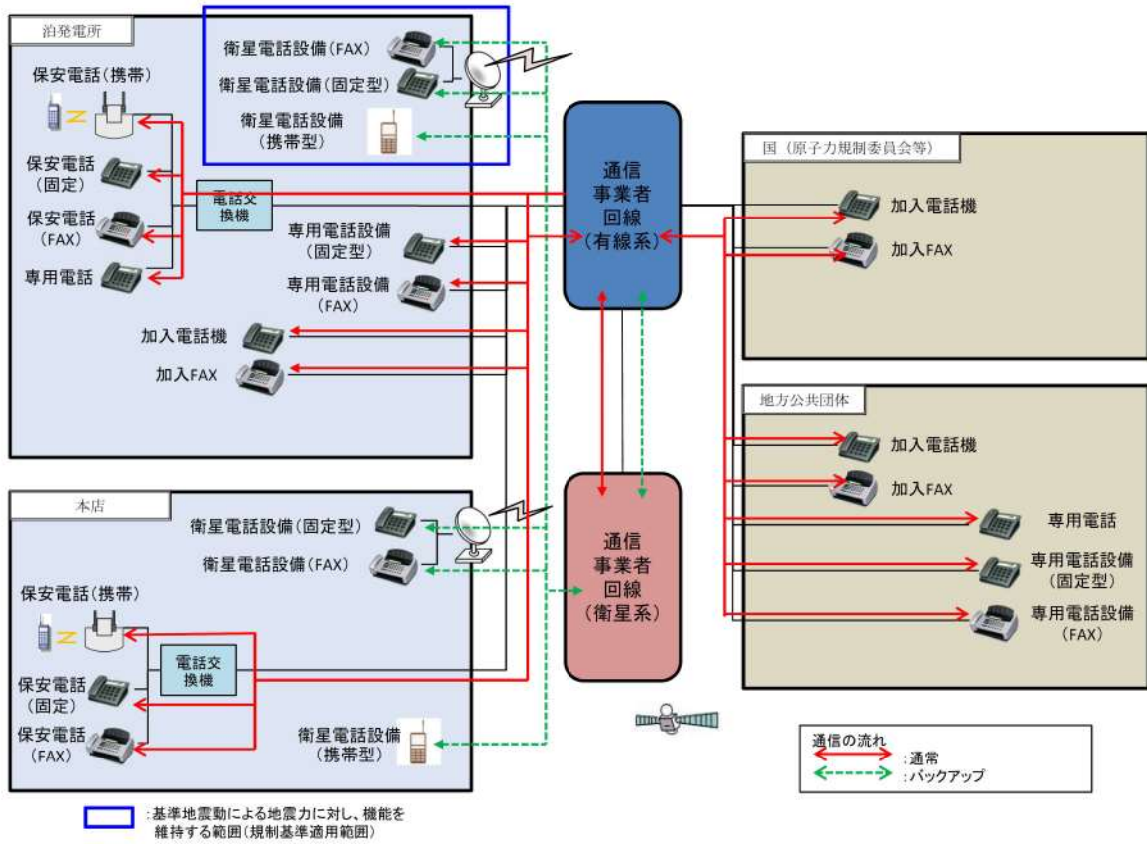 泊発電所
衛星電話設備(FAX)
保安電話(携帯)
衛星電話設備(固定型)
衛星電話設備
(携帯型)
保安電話
(固定)
電話交
換機
保安電話
(FAX)
専用電話設備
(固定型)
専用電話
専用電話設備
(FAX)
加入電話機
加入FAX
通信
事業者
回線
(有線系)
国（原子力規制委員会等）
加入電話機
加入FAX
地方公共団体
加入電話機
加入FAX
専用電話
専用電話設備
(固定型)
専用電話設備
(FAX)
本店
衛星電話設備(固定型)
衛星電話設備(FAX)
保安電話(携帯)
電話交
換機
保安電話
(固定)
保安電話
(FAX)
衛星電話設備
(携帯型)
通信
事業者
回線
(衛星系)
通信の流れ
:通常
:バックアップ
:基準地震動による地震力に対し、機能を
維持する範囲(規制基準適用範囲)